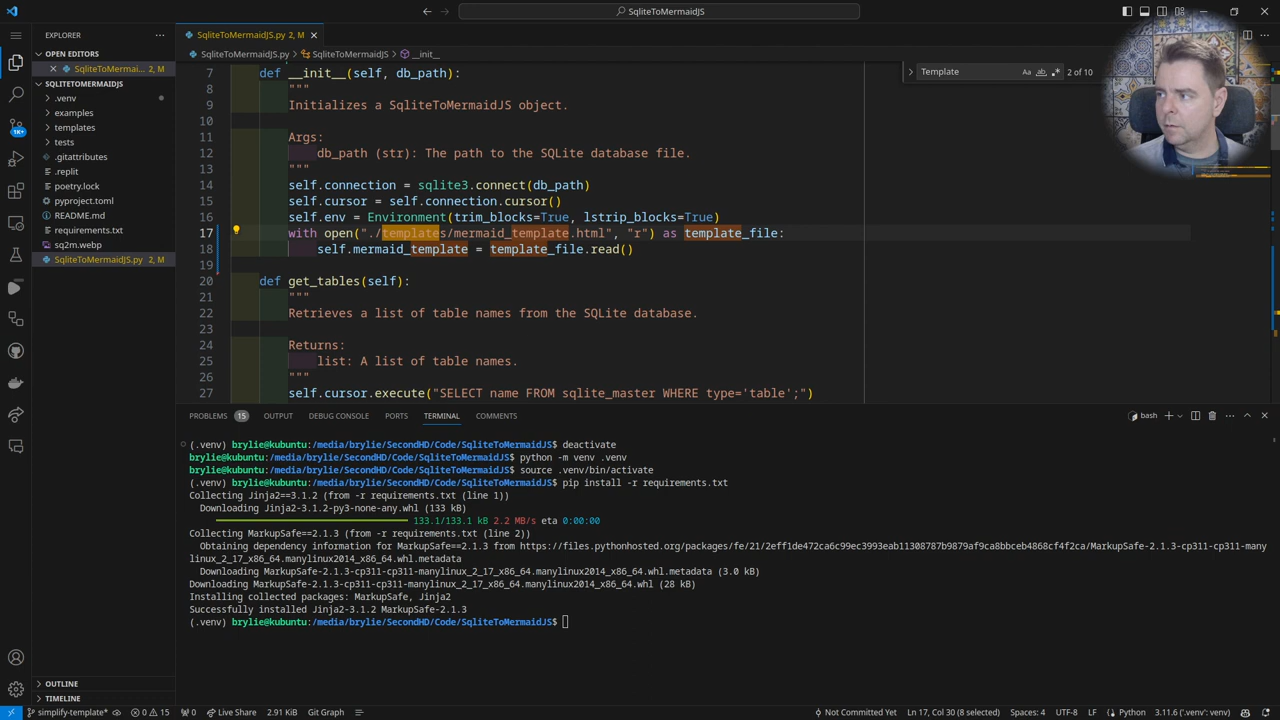 SqliteToMermaidJS
EXPLORER
OPEN EDITORS
SqliteToMermai... 2, M
SQLITETOMERMAIDJS
.venv
examples
templates
tests
.gitattributes
.replit
poetry.lock
pyproject.toml
README.md
requirements.txt
sq2m.webp
SqliteToMermaidJS.py 2, M
OUTLINE
TIMELINE
1K+
SqliteToMermaidJS.py 2, M
SqliteToMermaidJS.py > SqliteToMermaidJS > __init__
Template Aa ab .* 2 of 10
7 def __init__(self, db_path):
8 """
9 Initializes a SqliteToMermaidJS object.
10
11 Args:
12 db_path (str): The path to the SQLite database file.
13 """
14 self.connection = sqlite3.connect(db_path)
15 self.cursor = self.connection.cursor()
16 self.env = Environment(trim_blocks=True, lstrip_blocks=True)
17 with open("./templates/mermaid_template.html", "r") as template_file:
18 self.mermaid_template = template_file.read()
19
20 def get_tables(self):
21 """
22 Retrieves a list of table names from the SQLite database.
23
24 Returns:
25 list: A list of table names.
26 """
27 self.cursor.execute("SELECT name FROM sqlite_master WHERE type='table';")
PROBLEMS 15 OUTPUT DEBUG CONSOLE PORTS TERMINAL COMMENTS bash
(.venv) brylie@kubuntu:/media/brylie/SecondHD/Code/SqliteToMermaidJS$ deactivate
brylie@kubuntu:/media/brylie/SecondHD/Code/SqliteToMermaidJS$ python -m venv .venv
brylie@kubuntu:/media/brylie/SecondHD/Code/SqliteToMermaidJS$ source .venv/bin/activate
(.venv) brylie@kubuntu:/media/brylie/SecondHD/Code/SqliteToMermaidJS$ pip install -r requirements.txt
Collecting Jinja2==3.1.2 (from -r requirements.txt (line 1))
Downloading Jinja2-3.1.2-py3-none-any.whl (133 kB)
133.1/133.1 kB 2.2 MB/s eta 0:00:00
Collecting MarkupSafe==2.1.3 (from -r requirements.txt (line 2))
Obtaining dependency information for MarkupSafe==2.1.3 from https://files.pythonhosted.org/packages/fe/21/2eff1de472ca6c99ec3993eab11308787b9879af9ca8bbceb4868cf4f2ca/MarkupSafe-2.1.3-cp311-cp311-many
linux_2_17_x86_64.manylinux2014_x86_64.whl.metadata
Downloading MarkupSafe-2.1.3-cp311-cp311-manylinux_2_17_x86_64.manylinux2014_x86_64.whl.metadata (3.0 kB)
Downloading MarkupSafe-2.1.3-cp311-cp311-manylinux_2_17_x86_64.manylinux2014_x86_64.whl (28 kB)
Installing collected packages: MarkupSafe, Jinja2
Successfully installed Jinja2-3.1.2 MarkupSafe-2.1.3
(.venv) brylie@kubuntu:/media/brylie/SecondHD/Code/SqliteToMermaidJS$
simplify-template* 0 15 0 Live Share 2.91 KiB Git Graph Not Committed Yet Ln 17, Col 30 (8 selected) Spaces: 4 UTF-8 LF Python 3.11.6 ('.venv': venv)